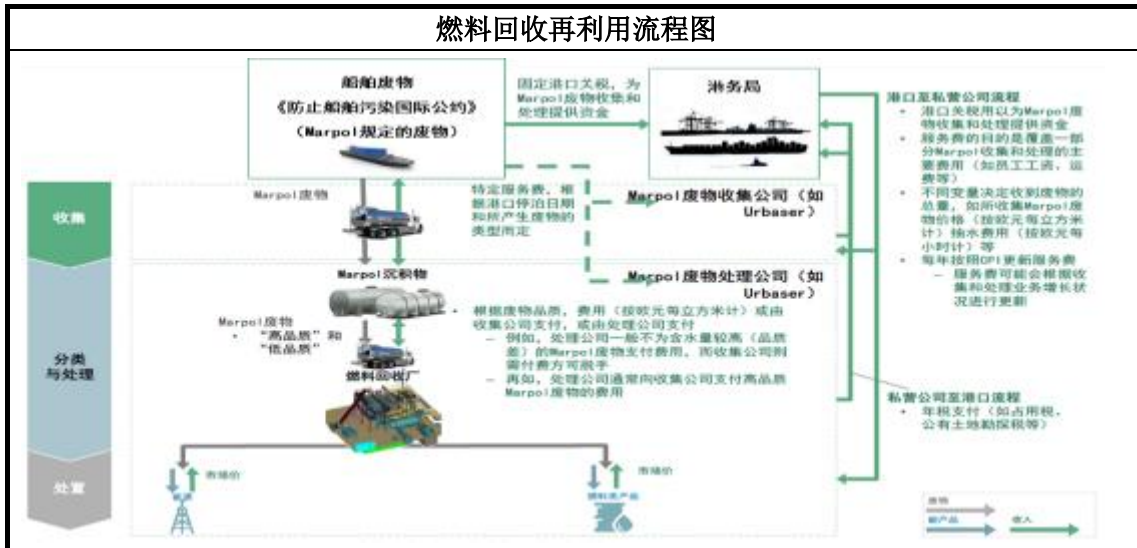 燃料回收再利用流程图
船舶废物
《防止船舶污染国际公约》
（Marpol规定的废物）
固定港口关税，为
Marpol废物收集和
处理提供资金
港务局
港口至私营公司流程
• 港口关税用以为Marpol废
物收集和处理提供资金
• 服务费的目的是覆盖一部
分Marpol收集和处理的主
要费用（如员工工资、运
费等）
• 不同变量决定收到废物的
总量，如所收集Marpol废
物价格（按欧元每立方米
计）抽水费用（按欧元每
小时计）等
• 每年按照CPI更新服务费
– 服务费可能会根据收
集和处理业务增长状
况进行更新
收集
Marpol废物
特定服务费，根
据港口停泊日期
和所产生废物的
类型而定
Marpol废物收集公司（如
Urbaser）
分类
与处理
Marpol沉积物
Marpol废物处理公司（如
Urbaser）
Marpol废物
• “高品质”和
“低品质”
• 根据废物品质，费用（按欧元每立方米计）或由
收集公司支付，或由处理公司支付
– 例如，处理公司一般不为含水量较高（品质
差）的Marpol废物支付费用，而收集公司则
需付费方可脱手
– 再如，处理公司通常向收集公司支付高品质
Marpol废物的费用
燃料回收厂
私营公司至港口流程
• 年税支付（如占用税、
公有土地勘探税等）
处置
市场价
能源
市场价
燃料类产品
废物
副产品
收入